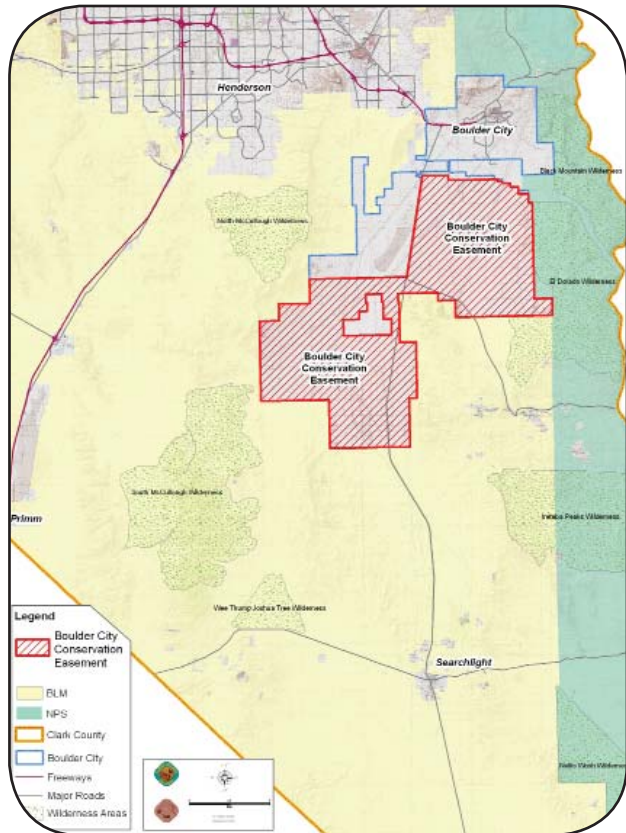 Henderson
Boulder City
Black Mountain Wilderness
North McCullough Wilderness
Boulder City
Conservation
Easement
El Dorado Wilderness
Boulder City
Conservation
Easement
South McCullough Wilderness
Ireteba Peaks Wilderness
Primm
Wee Thump Joshua Tree Wilderness
Searchlight
Nellis Wash Wilderness
Legend
Boulder City
Conservation
Easement
BLM
NPS
Clark County
Boulder City
Freeways
Major Roads
Wilderness Areas